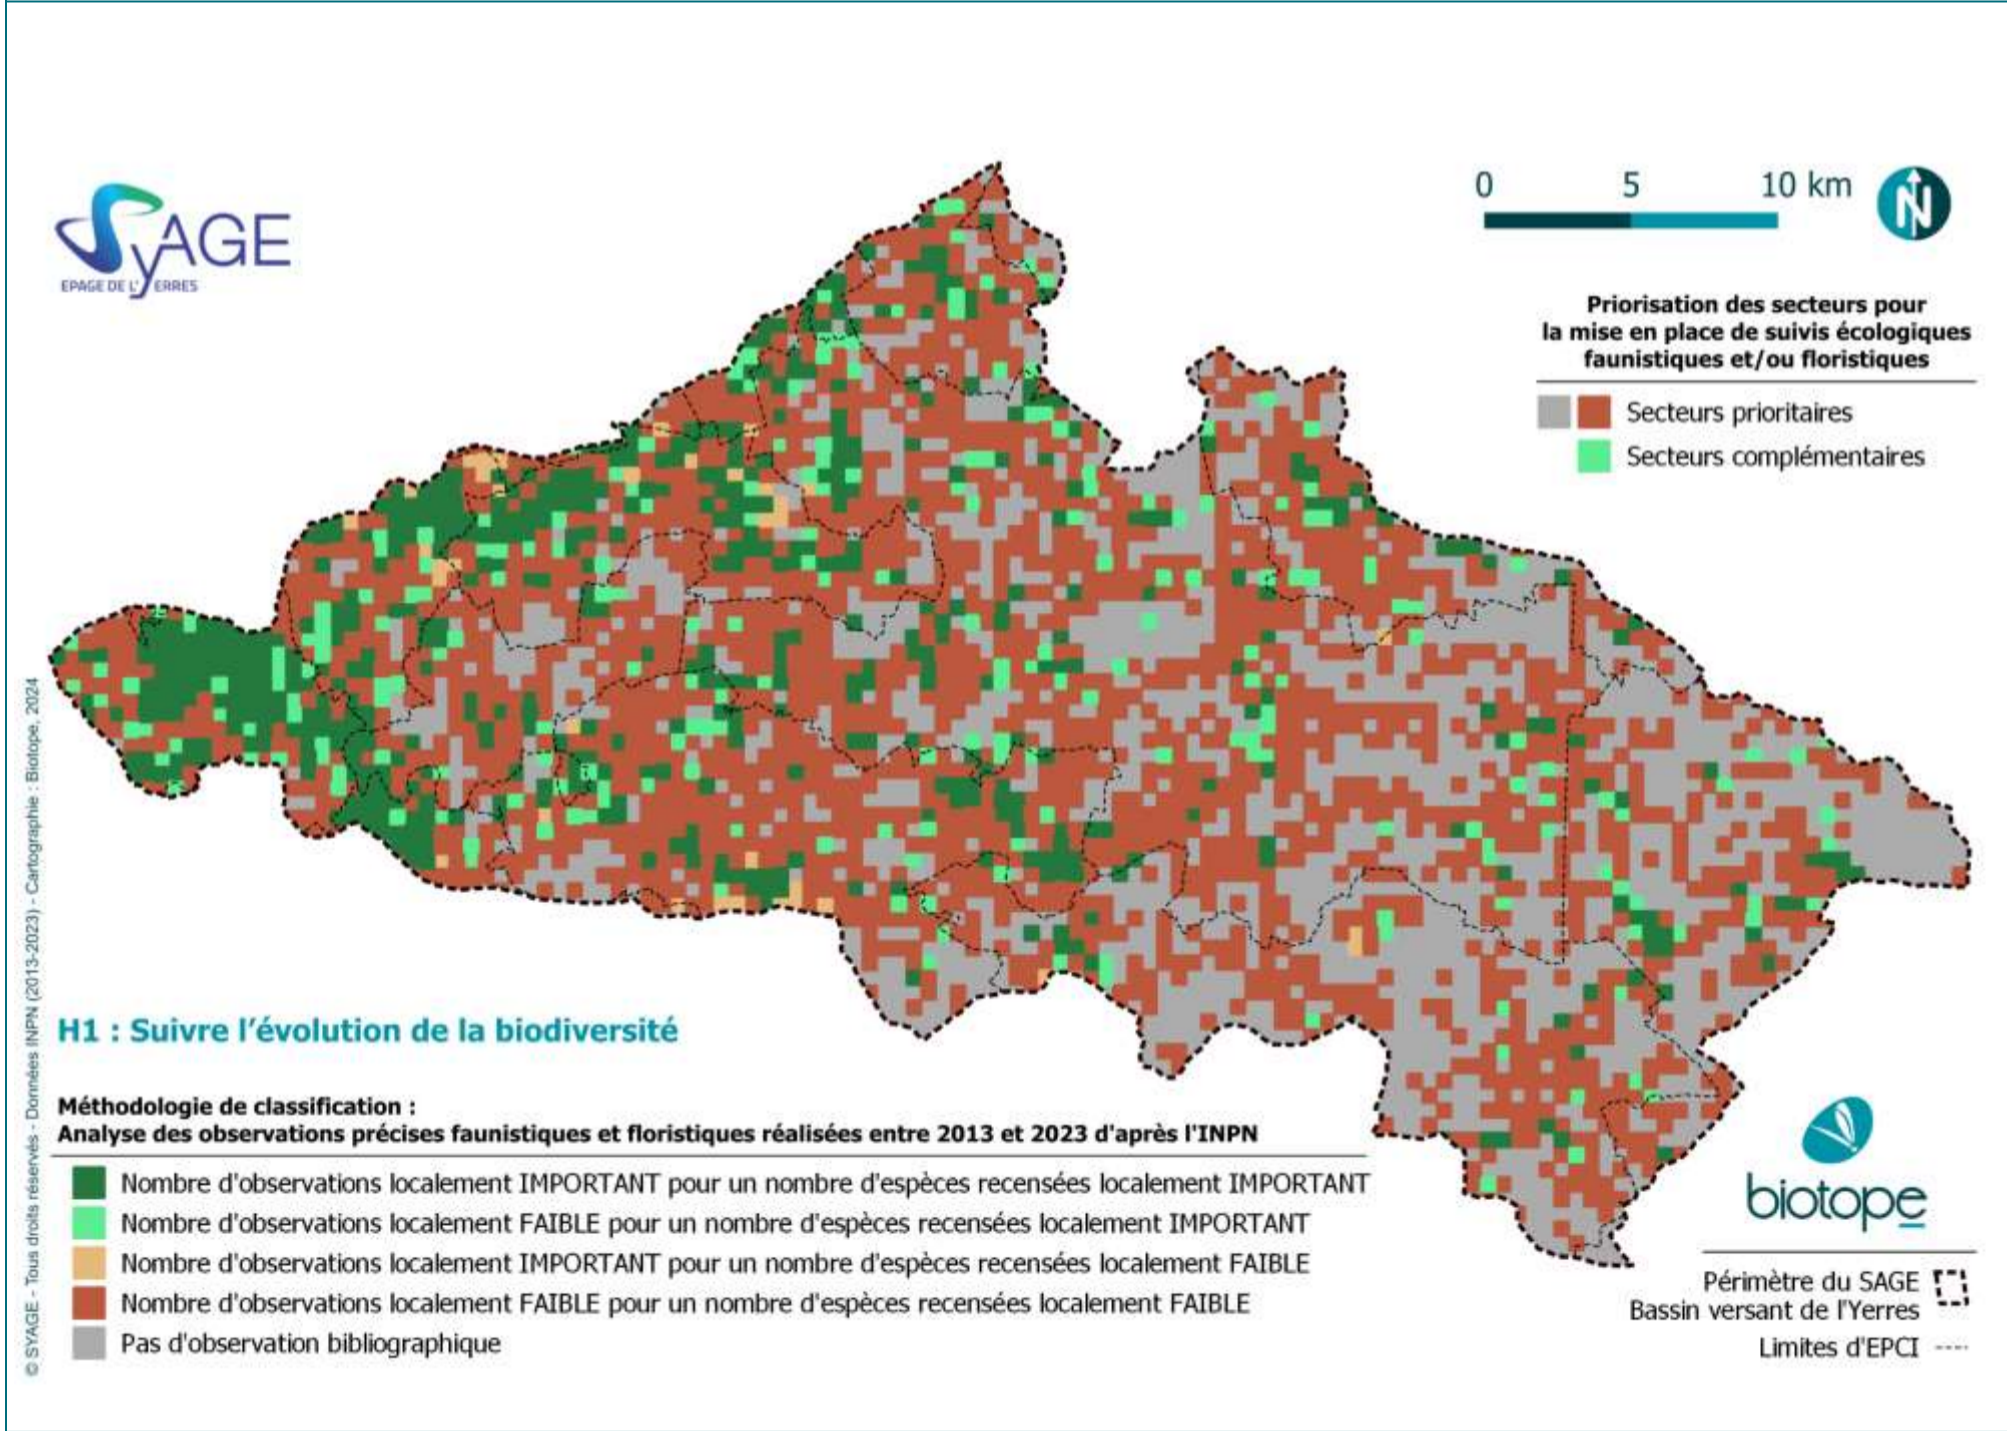 SyAGE
EPAGE DE L'YERRES
0 5 10 km
N
Priorisation des secteurs pour
la mise en place de suivis écologiques
faunistiques et/ou floristiques
Secteurs prioritaires
Secteurs complémentaires
© SYAGE - Tous droits réservés - Données INPN (2013-2023) - Cartographie : Biotope, 2024
H1 : Suivre l'évolution de la biodiversité
Méthodologie de classification :
Analyse des observations précises faunistiques et floristiques réalisées entre 2013 et 2023 d'après l'INPN
Nombre d'observations localement IMPORTANT pour un nombre d'espèces recensées localement IMPORTANT
Nombre d'observations localement FAIBLE pour un nombre d'espèces recensées localement IMPORTANT
Nombre d'observations localement IMPORTANT pour un nombre d'espèces recensées localement FAIBLE
Nombre d'observations localement FAIBLE pour un nombre d'espèces recensées localement FAIBLE
Pas d'observation bibliographique
biotope
Périmètre du SAGE
Bassin versant de l'Yerres
Limites d'EPCI